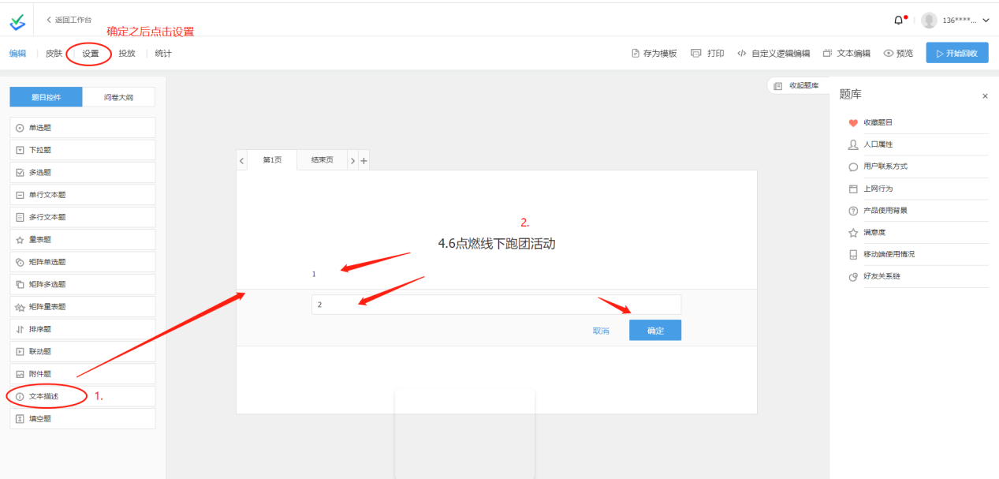 返回工作台
136****...
确定之后点击设置
编辑 皮肤 设置 投放 统计
存为模板 打印 自定义逻辑编辑 文本编辑 预览 开始回收
收起题库
题目控件 问卷大纲
单选题
下拉题
多选题
单行文本题
多行文本题
量表题
矩阵单选题
矩阵多选题
矩阵量表题
排序题
联动题
附件题
文本描述 1.
填空题
第1页 结束页
2.
4.6点燃线下跑团活动
1
2
取消 确定
题库
收藏题目
人口属性
用户联系方式
上网行为
产品使用背景
满意度
移动端使用情况
好友关系链